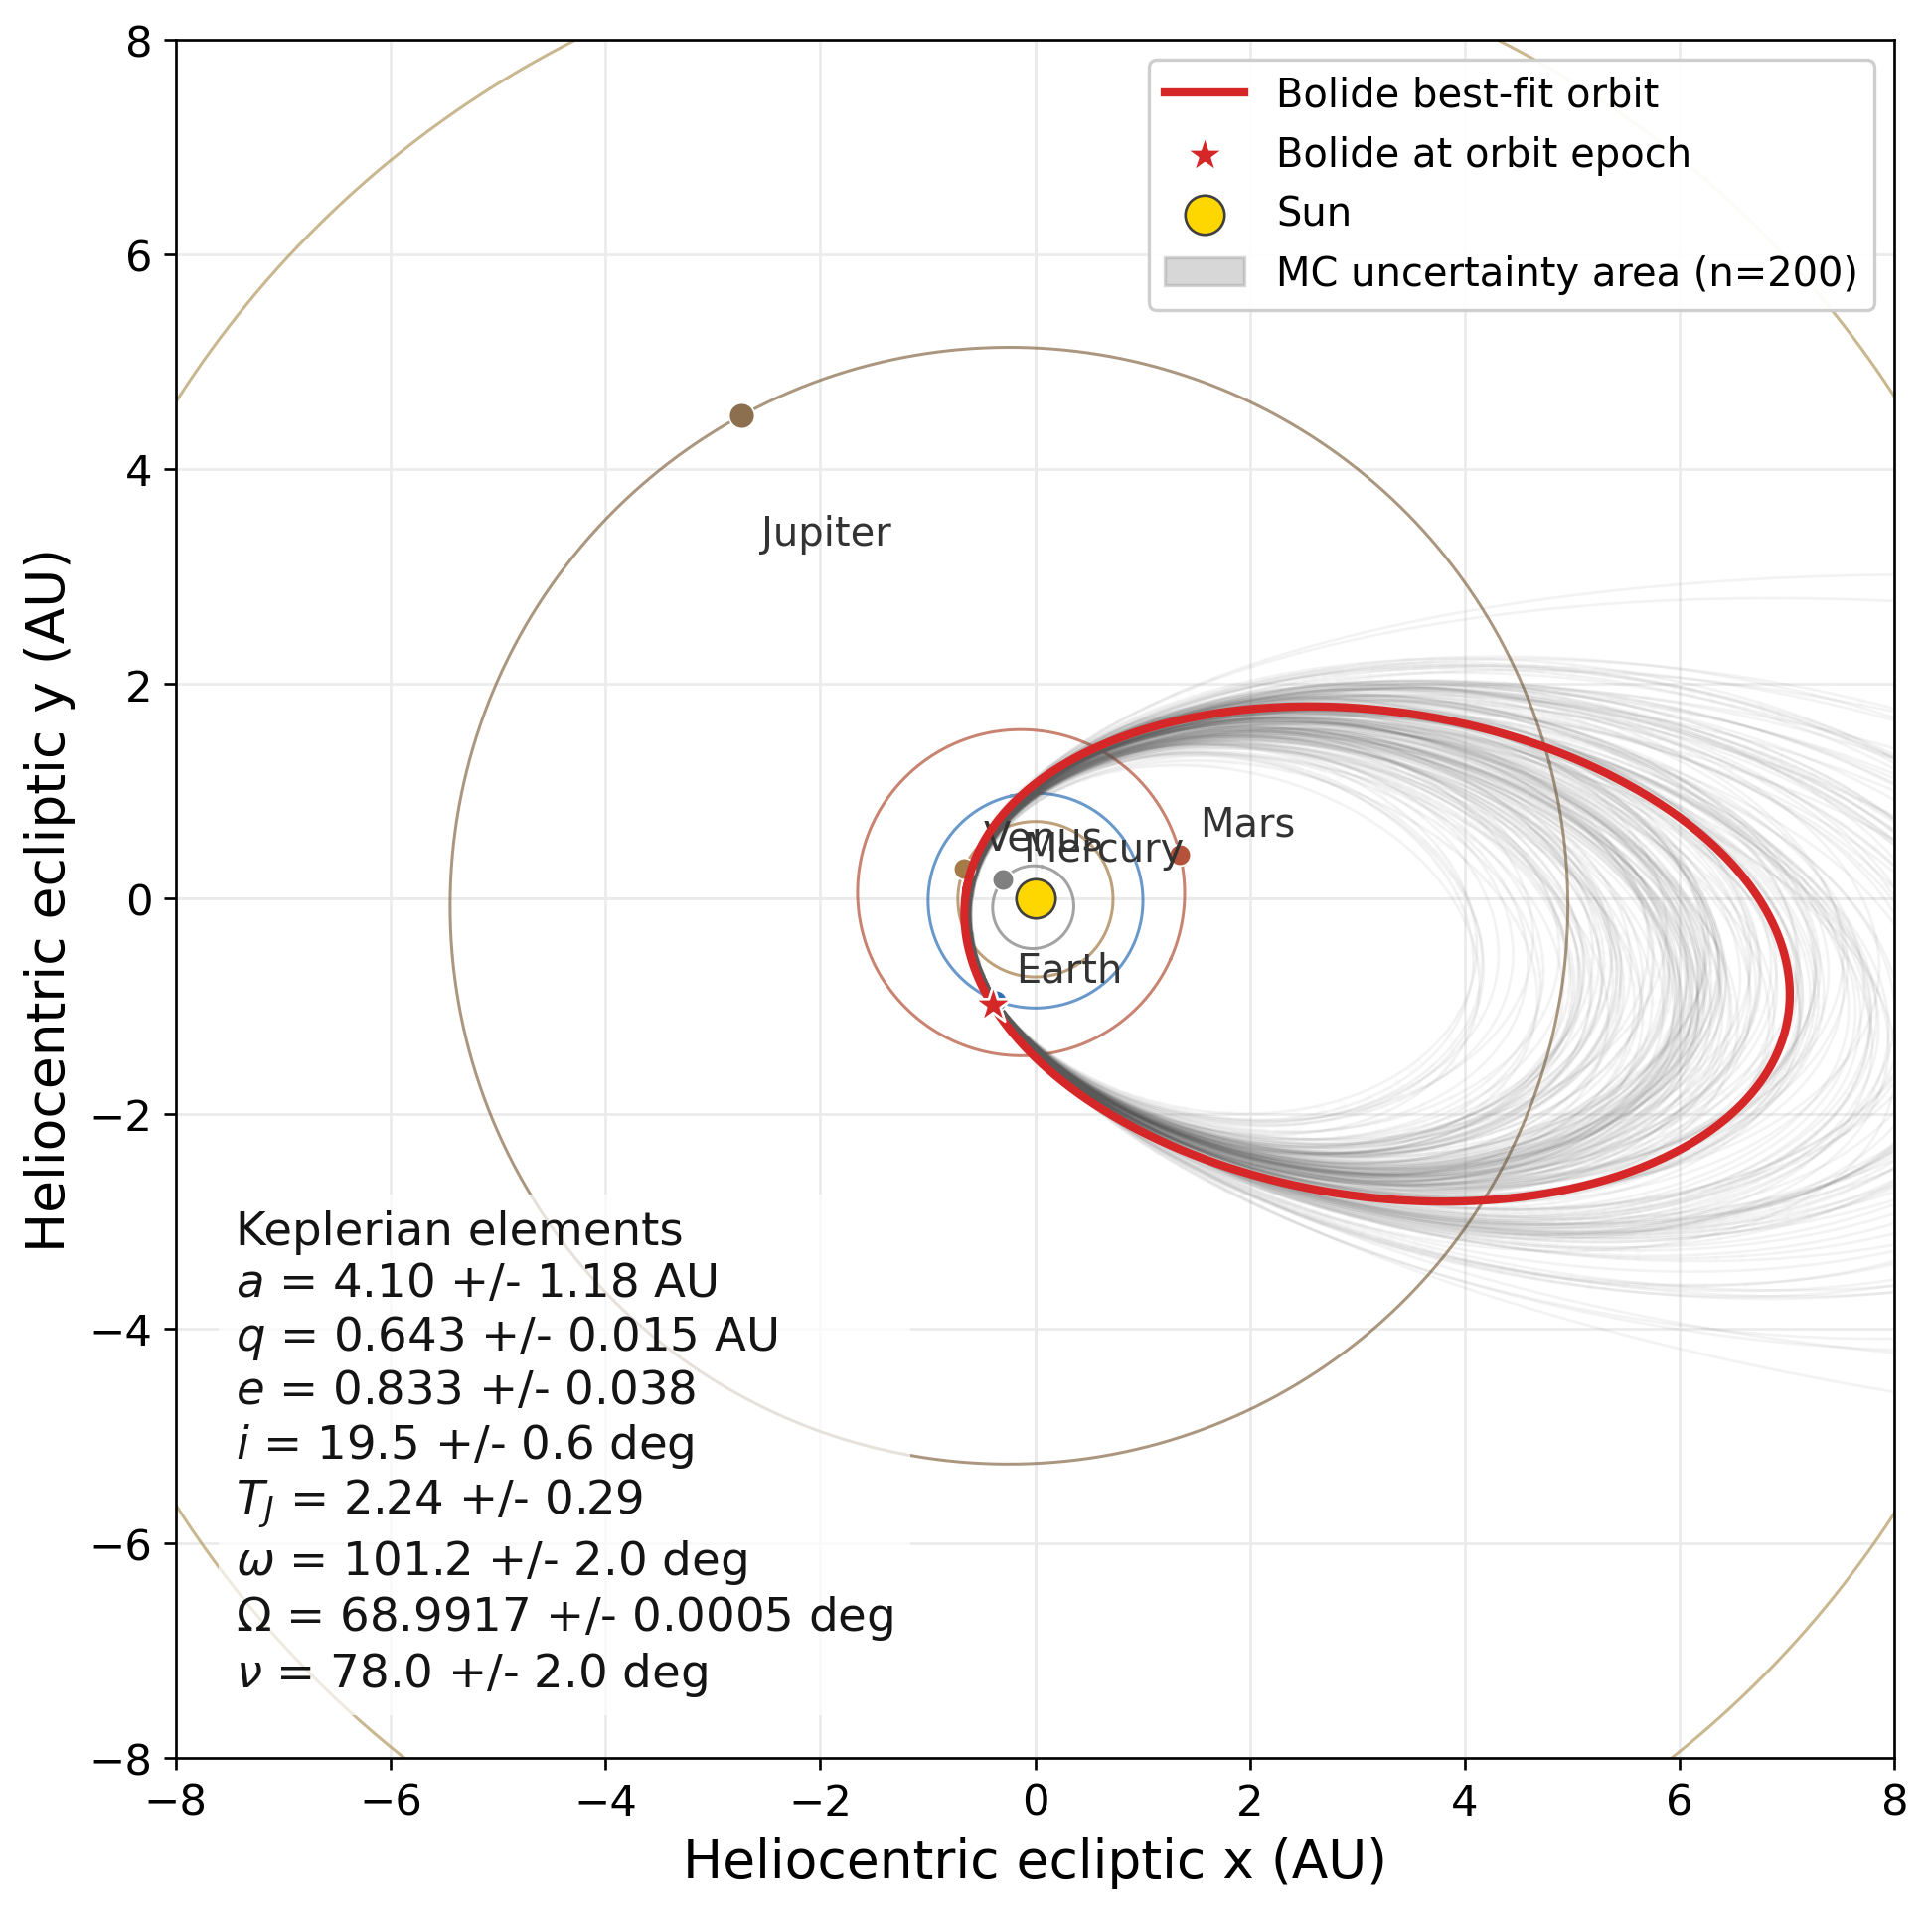 8
6
4
2
0
−2
−4
−6
−8
Heliocentric ecliptic y (AU)
Bolide best-fit orbit
Bolide at orbit epoch
Sun
MC uncertainty area (n=200)
Jupiter
Mars
Venus
Mercury
Earth
Keplerian elements
a = 4.10 +/- 1.18 AU
q = 0.643 +/- 0.015 AU
e = 0.833 +/- 0.038
i = 19.5 +/- 0.6 deg
T_J = 2.24 +/- 0.29
ω = 101.2 +/- 2.0 deg
Ω = 68.9917 +/- 0.0005 deg
ν = 78.0 +/- 2.0 deg
−8 −6 −4 −2 0 2 4 6 8
Heliocentric ecliptic x (AU)